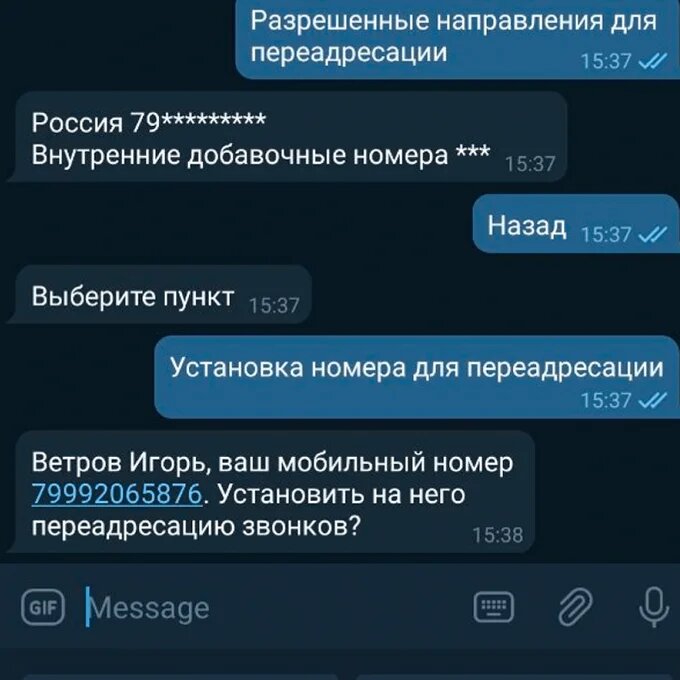 Разрешенные направления для
переадресации
15:37
Россия 79*********
Внутренние добавочные номера ***
15:37
Назад
15:37
Выберите пункт
15:37
Установка номера для переадресации
15:37
Ветров Игорь, ваш мобильный номер
79992065876. Установить на него
переадресацию звонков?
15:38
GIF
Message